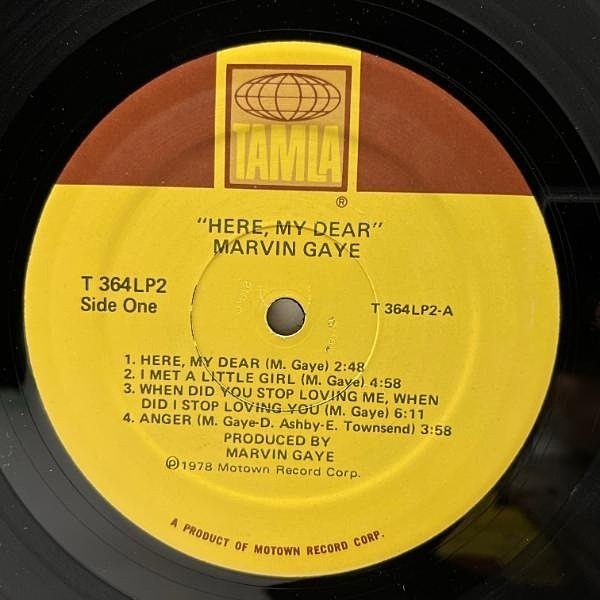 TAMLA
®
"HERE, MY DEAR"
MARVIN GAYE
T 364LP2
Side One
T 364LP2-A
1. HERE, MY DEAR (M. Gaye) 2:48
2. I MET A LITTLE GIRL (M. Gaye) 4:58
3. WHEN DID YOU STOP LOVING ME, WHEN
DID I STOP LOVING YOU (M. Gaye) 6:11
4. ANGER (M. Gaye-D. Ashby-E. Townsend) 3:58
PRODUCED BY
MARVIN GAYE
℗1978 Motown Record Corp.
A PRODUCT OF MOTOWN RECORD CORP.